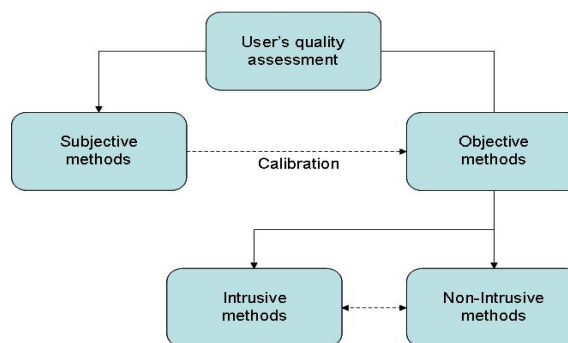 User's quality
assessment
Subjective
methods
Calibration
Objective
methods
Intrusive
methods
Non-Intrusive
methods